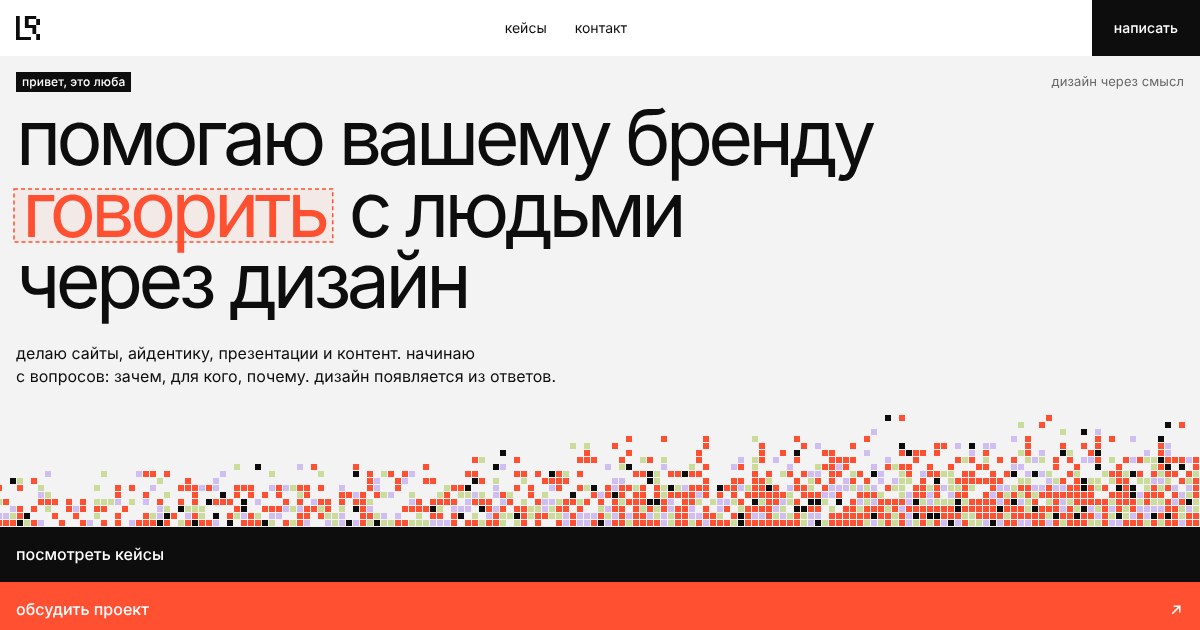 кейсы контакт написать
привет, это люба дизайн через смысл
помогаю вашему бренду
говорить с людьми
через дизайн
делаю сайты, айдентику, презентации и контент. начинаю
с вопросов: зачем, для кого, почему. дизайн появляется из ответов.
посмотреть кейсы
обсудить проект